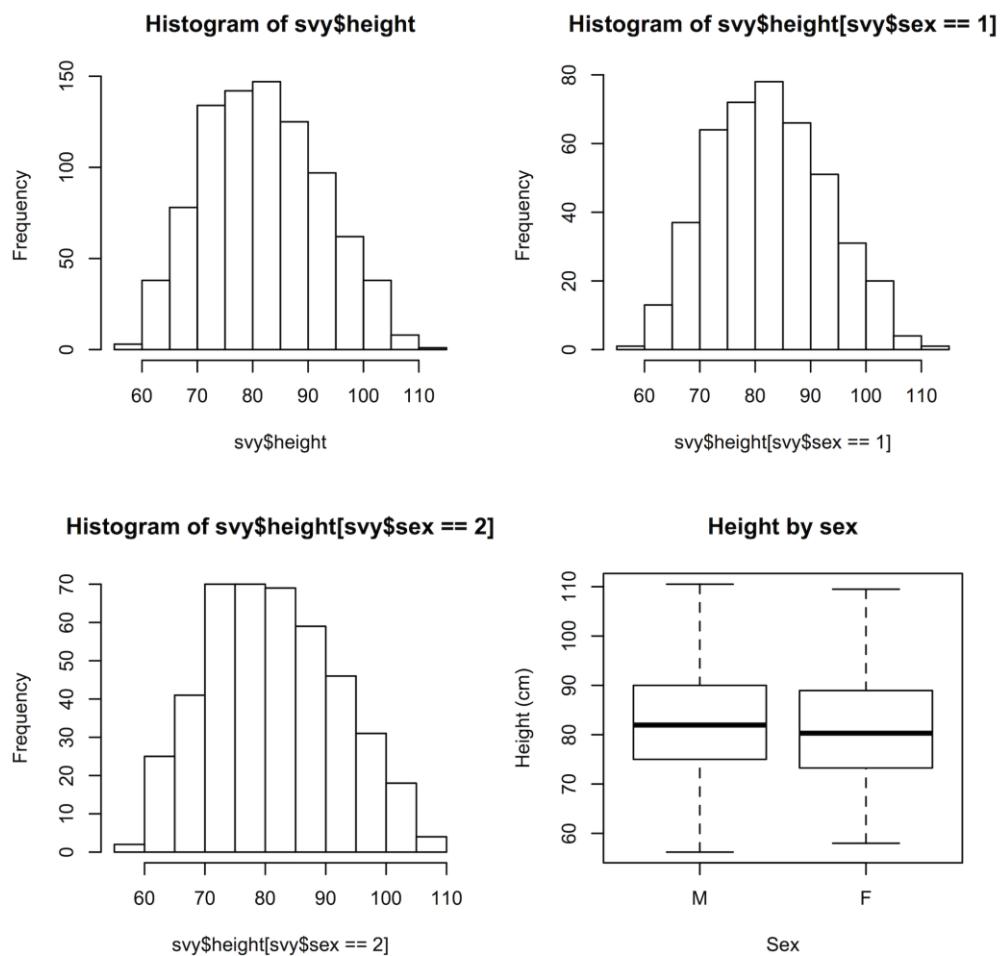 Histogram of svy$height
Frequency
0
50
100
150
60 70 80 90 100 110
svy$height
Histogram of svy$height[svy$sex == 1]
Frequency
0
20
40
60
80
60 70 80 90 100 110
svy$height[svy$sex == 1]
Histogram of svy$height[svy$sex == 2]
Frequency
0
10
20
30
40
50
60
70
60 70 80 90 100 110
svy$height[svy$sex == 2]
Height by sex
Height (cm)
60
70
80
90
100
110
M F
Sex